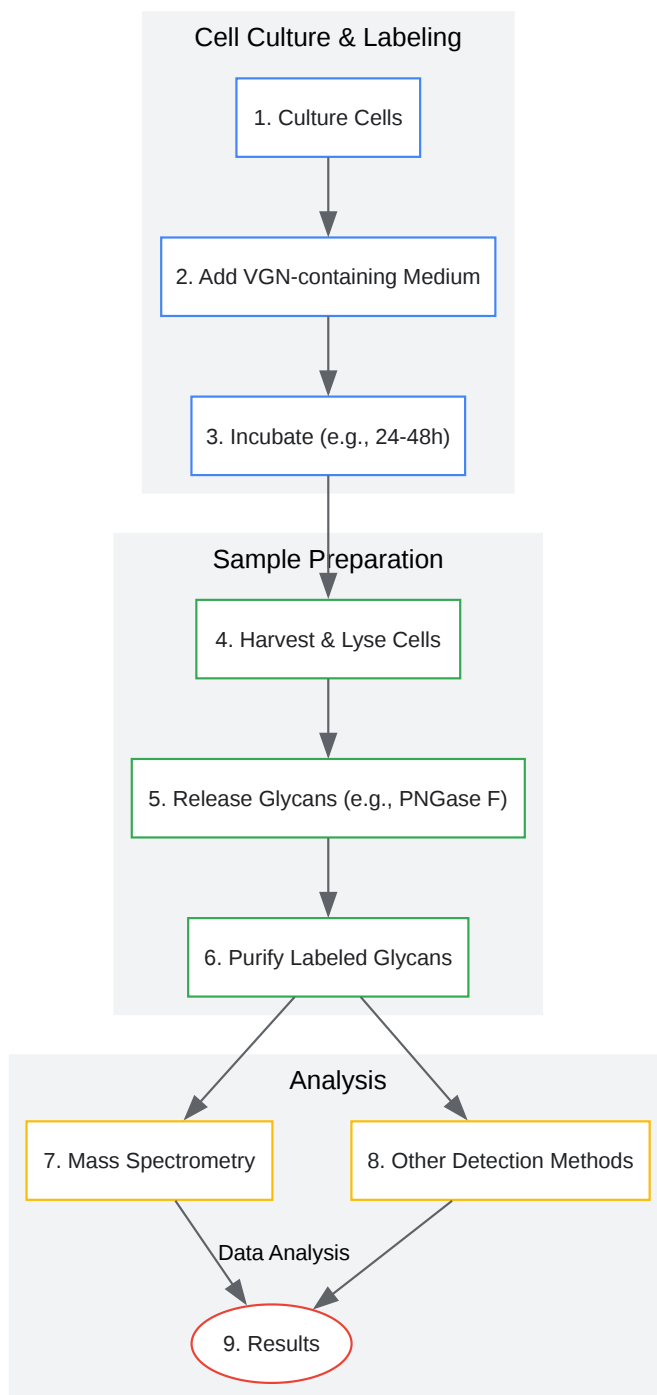 Cell Culture & Labeling
1. Culture Cells
2. Add VGN-containing Medium
3. Incubate (e.g., 24-48h)
Sample Preparation
4. Harvest & Lyse Cells
5. Release Glycans (e.g., PNGase F)
6. Purify Labeled Glycans
Analysis
7. Mass Spectrometry
8. Other Detection Methods
Data Analysis
9. Results